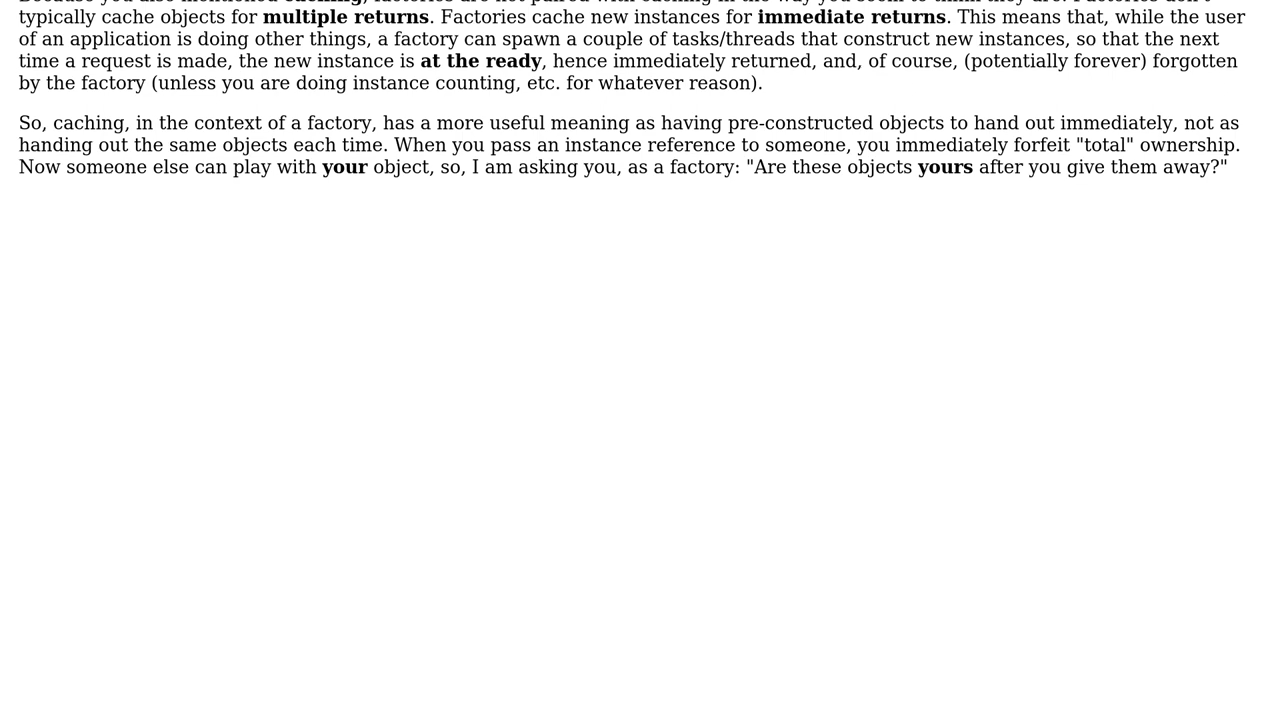 typically cache objects for multiple returns. Factories cache new instances for immediate returns. This means that, while the user
of an application is doing other things, a factory can spawn a couple of tasks/threads that construct new instances, so that the next
time a request is made, the new instance is at the ready, hence immediately returned, and, of course, (potentially forever) forgotten
by the factory (unless you are doing instance counting, etc. for whatever reason).
So, caching, in the context of a factory, has a more useful meaning as having pre-constructed objects to hand out immediately, not as
handing out the same objects each time. When you pass an instance reference to someone, you immediately forfeit "total" ownership.
Now someone else can play with your object, so, I am asking you, as a factory: "Are these objects yours after you give them away?"